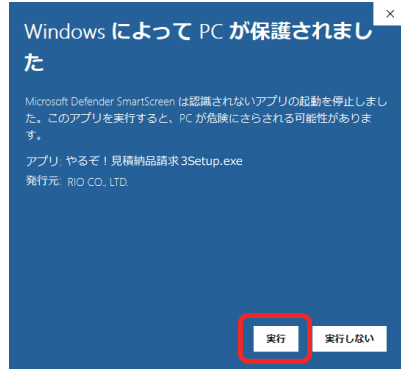 ×
Windows によって PC が保護されまし
た
Microsoft Defender SmartScreen は認識されないアプリの起動を停止しまし
た。このアプリを実行すると、PC が危険にさらされる可能性がありま
す。
アプリ: やるぞ！見積納品請求 3Setup.exe
発行元: RIO CO., LTD.
実行 実行しない